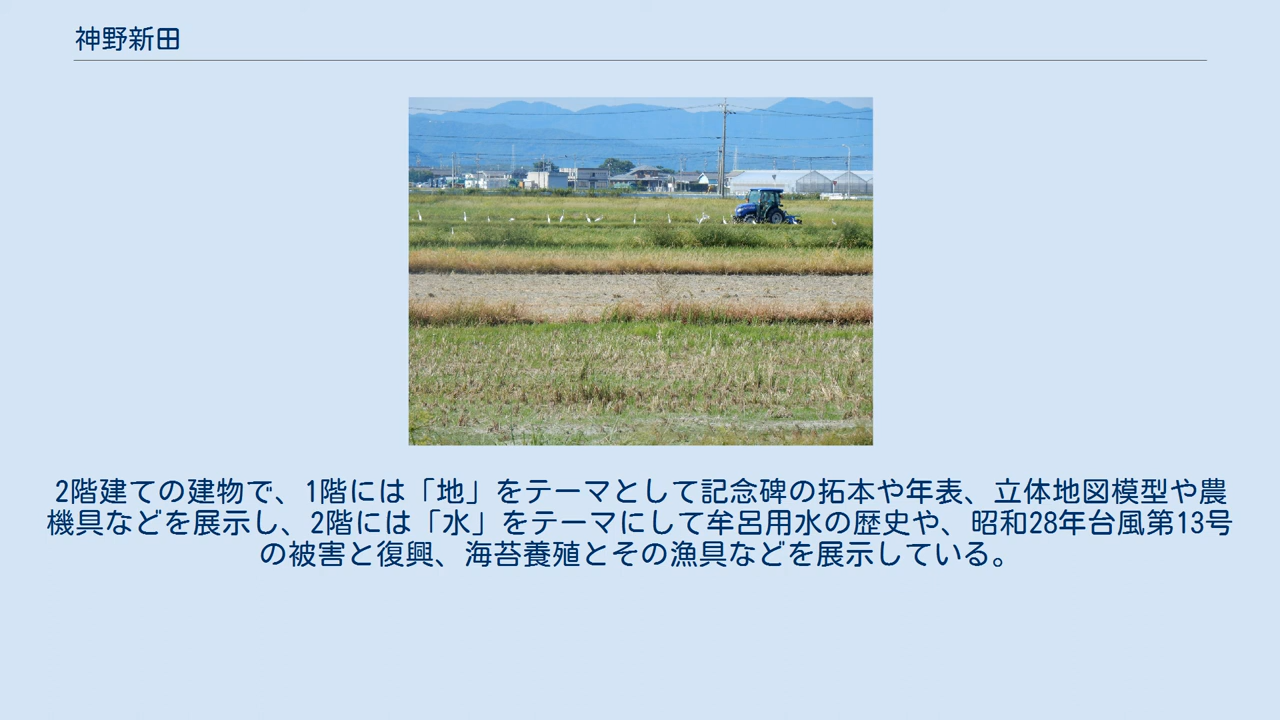 神野新田
2階建ての建物で、1階には「地」をテーマとして記念碑の拓本や年表、立体地図模型や農
機具などを展示し、2階には「水」をテーマにして牟呂用水の歴史や、昭和28年台風第13号
の被害と復興、海苔養殖とその漁具などを展示している。